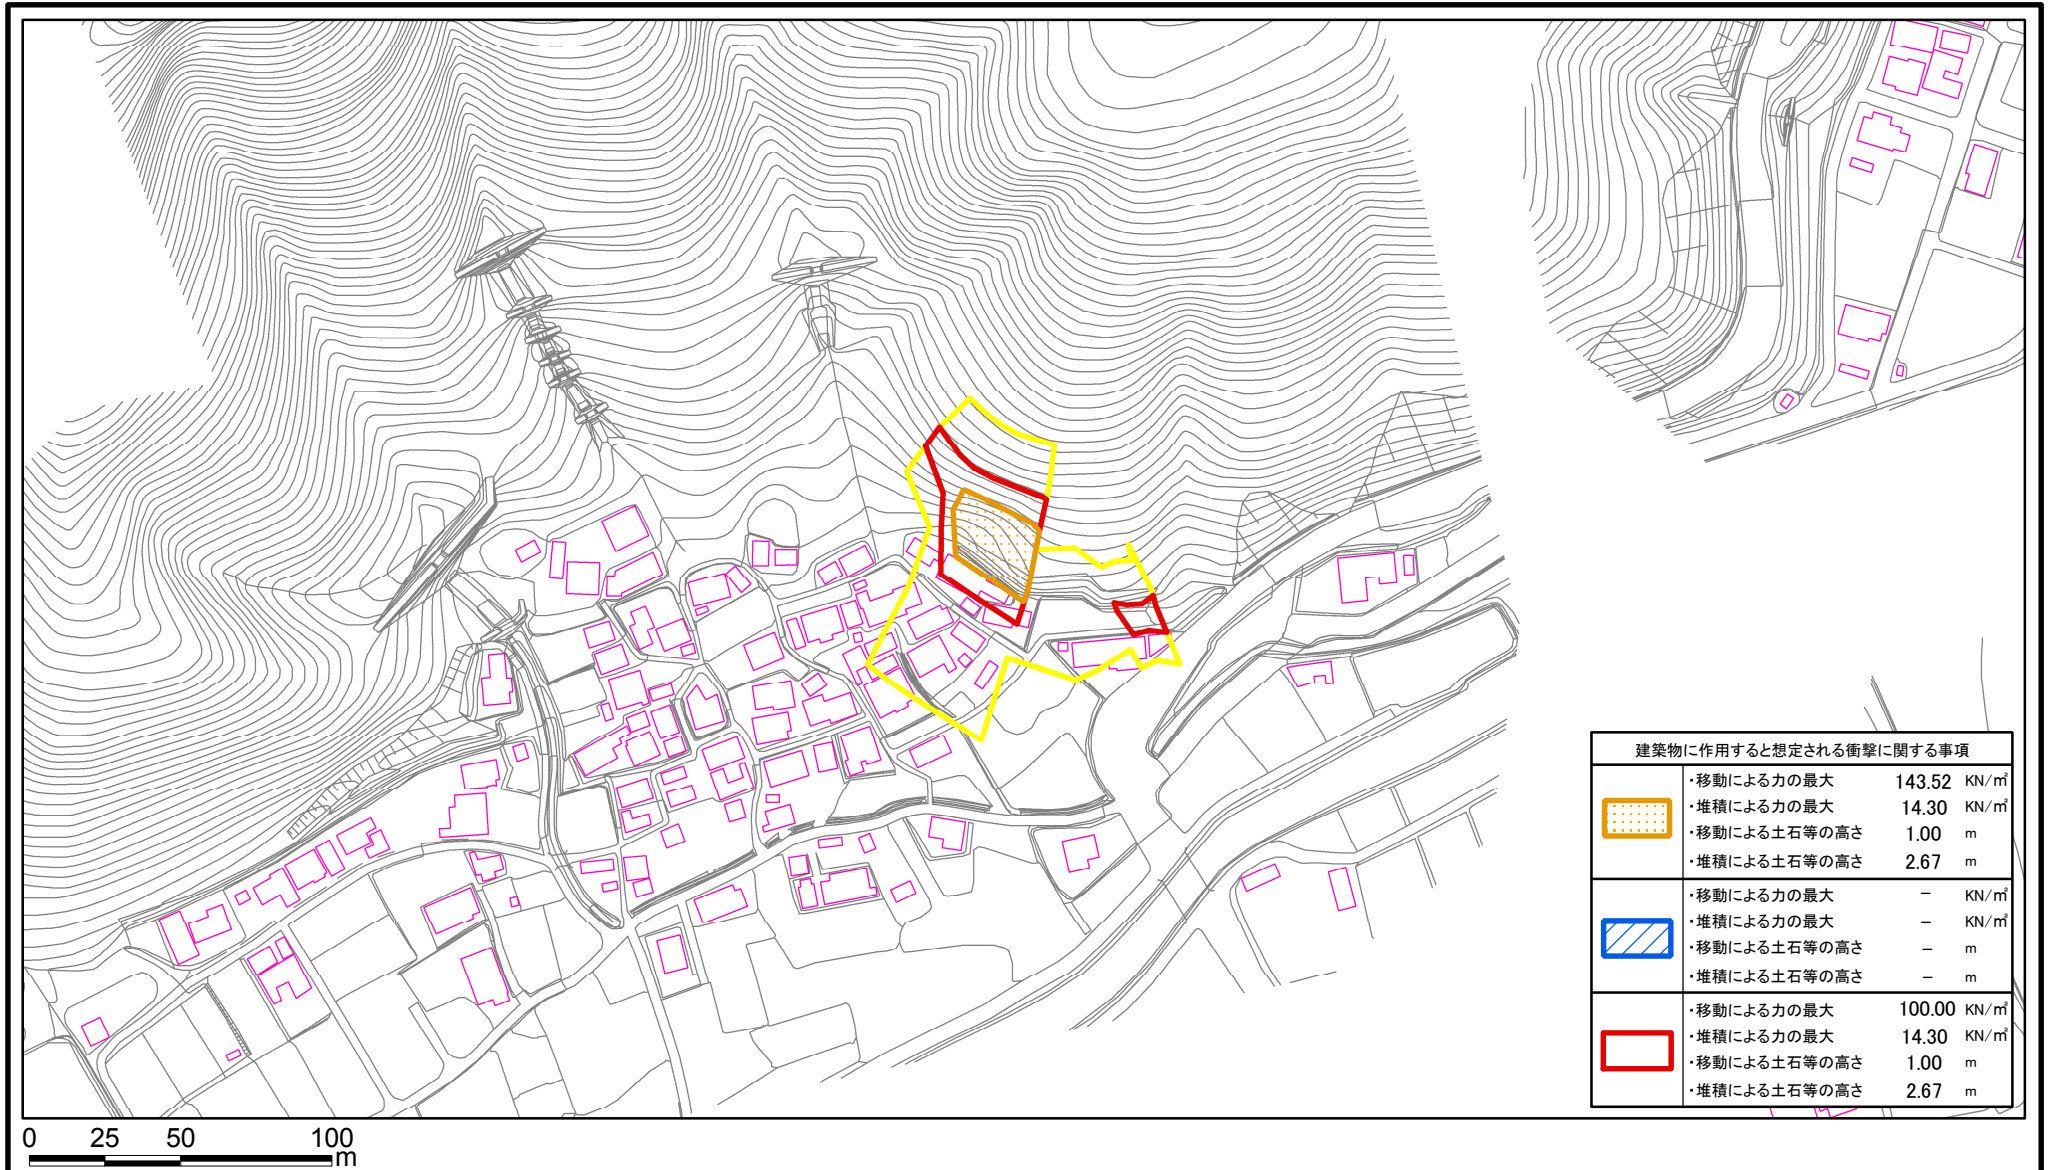 建築物に作用すると想定される衝撃に関する事項
・移動による力の最大 143.52 KN/㎡
・堆積による力の最大 14.30 KN/㎡
・移動による土石等の高さ 1.00 m
・堆積による土石等の高さ 2.67 m
・移動による力の最大 − KN/㎡
・堆積による力の最大 − KN/㎡
・移動による土石等の高さ − m
・堆積による土石等の高さ − m
・移動による力の最大 100.00 KN/㎡
・堆積による力の最大 14.30 KN/㎡
・移動による土石等の高さ 1.00 m
・堆積による土石等の高さ 2.67 m
0 25 50 100
m